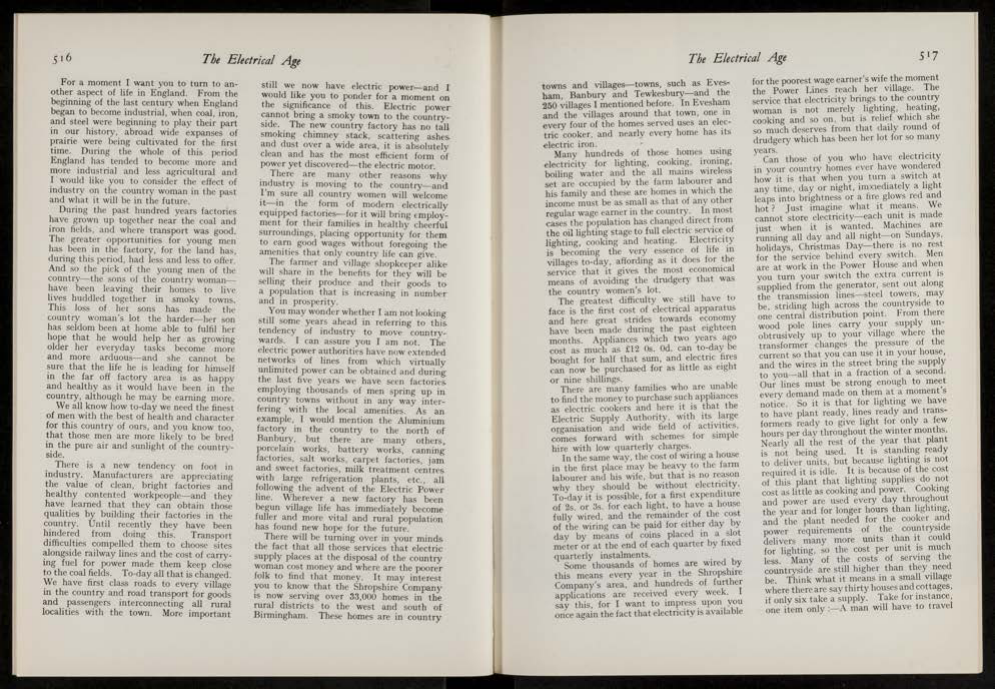 516
The Electrical Age
For a moment I want you to turn to an-
other aspect of life in England. From the
beginning of the last century when England
began to become industrial, when coal, iron,
and steel were beginning to play their part
in our history, abroad wide expanses of
prairie were being cultivated for the first
time. During the whole of this period
England has tended to become more and
more industrial and less agricultural and
I would like you to consider the effect of
industry on the country woman in the past
and what it will be in the future.
During the past hundred years factories
have grown up together near the coal and
iron fields, and where transport was good.
The greater opportunities for young men
has been in the factory, for the land has,
during this period, had less and less to offer.
And so the pick of the young men of the
country—the sons of the country woman—
have been leaving their homes to live
lives huddled together in smoky towns.
This loss of her sons has made the
country woman's lot the harder—her son
has seldom been at home able to fulfil her
hope that he would help her as growing
older her everyday tasks become more
and more arduous—and she cannot be
sure that the life he is leading for himself
in the far off factory area is as happy
and healthy as it would have been in the
country, although he may be earning more.
We all know how to-day we need the finest
of men with the best of health and character
for this country of ours, and you know too,
that those men are more likely to be bred
in the pure air and sunlight of the country-
side.
There is a new tendency on foot in
industry. Manufacturers are appreciating
the value of clean, bright factories and
healthy contented workpeople—and they
have learned that they can obtain those
qualities by building their factories in the
country. Until recently they have been
hindered from doing this. Transport
difficulties compelled them to choose sites
alongside railway lines and the cost of carry-
ing fuel for power made them keep close
to the coal fields. To-day all that is changed.
We have first class roads to every village
in the country and road transport for goods
and passengers interconnecting all rural
localities with the town. More important
still we now have electric power—and I
would like you to ponder for a moment on
the significance of this. Electric power
cannot bring a smoky town to the country-
side. The new country factory has no tall
smoking chimney stack, scattering ashes
and dust over a wide area, it is absolutely
clean and has the most efficient form of
power yet discovered—the electric motor.
There are many other reasons why
industry is moving to the country—and
I'm sure all country women will welcome
it—in the form of modern electrically
equipped factories—for it will bring employ-
ment for their families in healthy cheerful
surroundings, placing opportunity for them
to earn good wages without foregoing the
amenities that only country life can give.
The farmer and village shopkeeper alike
will share in the benefits for they will be
selling their produce and their goods to
a population that is increasing in number
and in prosperity.
You may wonder whether I am not looking
still some years ahead in referring to this
tendency of industry to move country-
wards. I can assure you I am not. The
electric power authorities have now extended
networks of lines from which virtually
unlimited power can be obtained and during
the last five years we have seen factories
employing thousands of men spring up in
country towns without in any way inter-
fering with the local amenities. As an
example, I would mention the Aluminium
factory in the country to the north of
Banbury, but there are many others,
porcelain works, battery works, canning
factories, salt works, carpet factories, jam
and sweet factories, milk treatment centres
with large refrigeration plants, etc., all
following the advent of the Electric Power
line. Wherever a new factory has been
begun village life has immediately become
fuller and more vital and rural population
has found new hope for the future.
There will be turning over in your minds
the fact that all those services that electric
supply places at the disposal of the country
woman cost money and where are the poorer
folk to find that money. It may interest
you to know that the Shropshire Company
is now serving over 53,000 homes in the
rural districts to the west and south of
Birmingham. These homes are in country
The Electrical Age
517
towns and villages—towns, such as Eves-
ham, Banbury and Tewkesbury—and the
250 villages I mentioned before. In Evesham
and the villages around that town, one in
every four of the homes served uses an elec-
tric cooker, and nearly every home has its
electric iron.
Many hundreds of those homes using
electricity for lighting, cooking, ironing,
boiling water and the all mains wireless
set are occupied by the farm labourer and
his family and these are homes in which the
income must be as small as that of any other
regular wage earner in the country. In most
cases the population has changed direct from
the oil lighting stage to full electric service of
lighting, cooking and heating. Electricity
is becoming the very essence of life in
villages to-day, affording as it does for the
service that it gives the most economical
means of avoiding the drudgery that was
the country women's lot.
The greatest difficulty we still have to
face is the first cost of electrical apparatus
and here great strides towards economy
have been made during the past eighteen
months. Appliances which two years ago
cost as much as £12 0s. 0d. can to-day be
bought for half that sum, and electric fires
can now be purchased for as little as eight
or nine shillings.
There are many families who are unable
to find the money to purchase such appliances
as electric cookers and here it is that the
Electric Supply Authority, with its large
organisation and wide field of activities,
comes forward with schemes for simple
hire with low quarterly charges.
In the same way, the cost of wiring a house
in the first place may be heavy to the farm
labourer and his wife, but that is no reason
why they should be without electricity.
To-day it is possible, for a first expenditure
of 2s. or 3s. for each light, to have a house
fully wired, and the remainder of the cost
of the wiring can be paid for either day by
day by means of coins placed in a slot
meter or at the end of each quarter by fixed
quarterly instalments.
Some thousands of homes are wired by
this means every year in the Shropshire
Company's area, and hundreds of further
applications are received every week. I
say this, for I want to impress upon you
once again the fact that electricity is available
for the poorest wage earner's wife the moment
the Power Lines reach her village. The
service that electricity brings to the country
woman is not merely lighting, heating,
cooking and so on, but is relief which she
so much deserves from that daily round of
drudgery which has been her lot for so many
years.
Can those of you who have electricity
in your country homes ever have wondered
how it is that when you turn a switch at
any time, day or night, immediately a light
leaps into brightness or a fire glows red and
hot? Just imagine what it means. We
cannot store electricity—each unit is made
just when it is wanted. Machines are
running all day and all night—on Sundays,
holidays, Christmas Day—there is no rest
for the service behind every switch. Men
are at work in the Power House and when
you turn your switch the extra current is
supplied from the generator, sent out along
the transmission lines—steel towers, may
be, striding high across the countryside to
one central distribution point. From there
wood pole lines carry your supply un-
obtrusively up to your village where the
transformer changes the pressure of the
current so that you can use it in your house,
and the wires in the street bring the supply
to you—all that in a fraction of a second.
Our lines must be strong enough to meet
every demand made on them at a moment's
notice. So it is that for lighting we have
to have plant ready, lines ready and trans-
formers ready to give light for only a few
hours per day throughout the winter months.
Nearly all the rest of the year that plant
is not being used. It is standing ready
to deliver units, but because lighting is not
required it is idle. It is because of the cost
of this plant that lighting supplies do not
cost as little as cooking and power. Cooking
and power are used every day throughout
the year and for longer hours than lighting,
and the plant needed for the cooker and
power requirements of the countryside
delivers many more units than it could
for lighting, so the cost per unit is much
less. Many of the costs of serving the
countryside are still higher than they need
be. Think what it means in a small village
where there are say thirty houses and cottages,
if only six take a supply. Take for instance,
one item only :—A man will have to travel